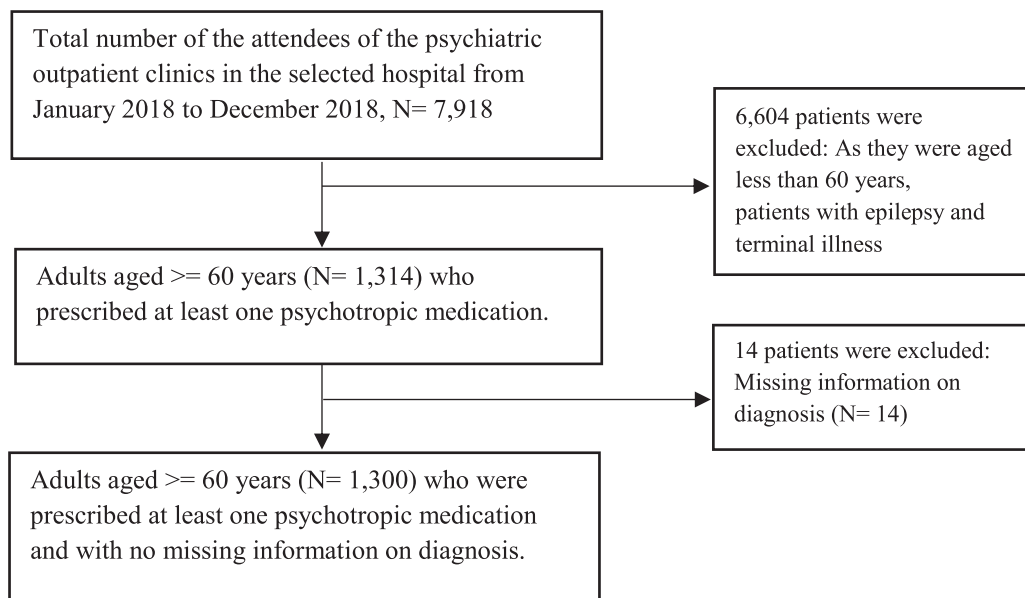 Total number of the attendees of the psychiatric
outpatient clinics in the selected hospital from
January 2018 to December 2018, N= 7,918
6,604 patients were
excluded: As they were aged
less than 60 years,
patients with epilepsy and
terminal illness
Adults aged >= 60 years (N= 1,314) who
prescribed at least one psychotropic medication.
14 patients were excluded:
Missing information on
diagnosis (N= 14)
Adults aged >= 60 years (N= 1,300) who were
prescribed at least one psychotropic medication
and with no missing information on diagnosis.